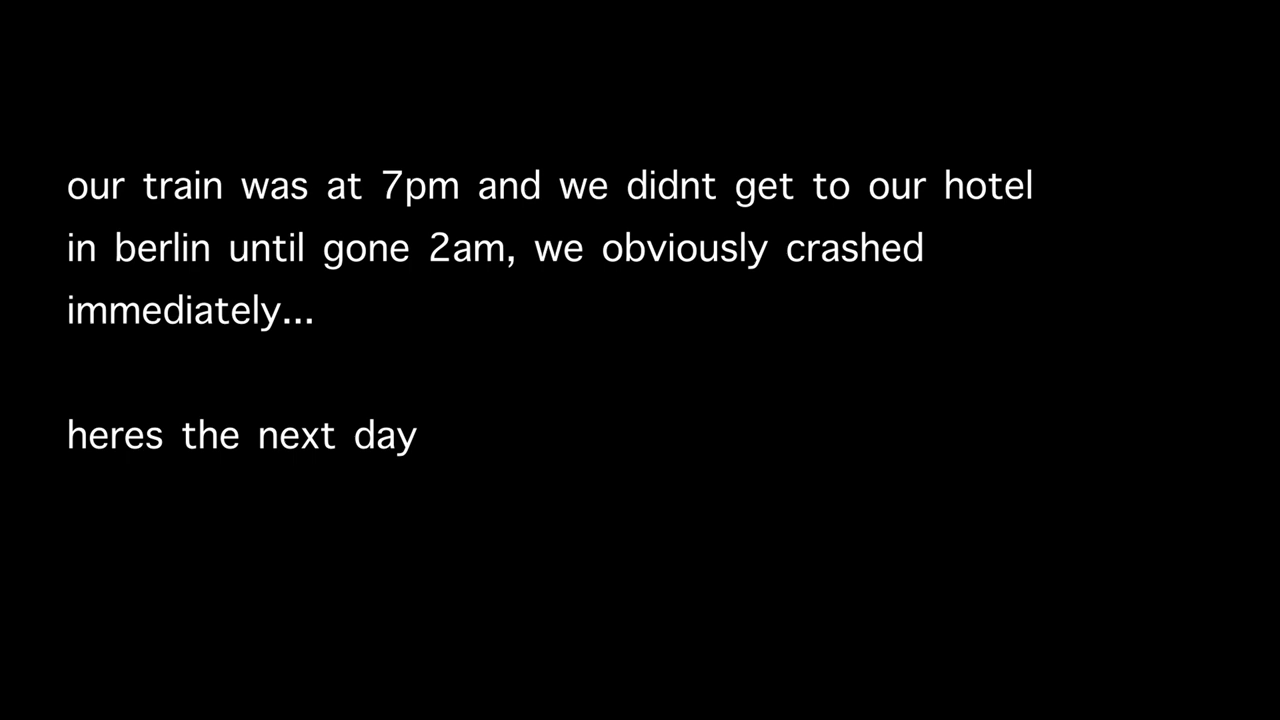 our train was at 7pm and we didnt get to our hotel
in berlin until gone 2am, we obviously crashed
immediately...
heres the next day